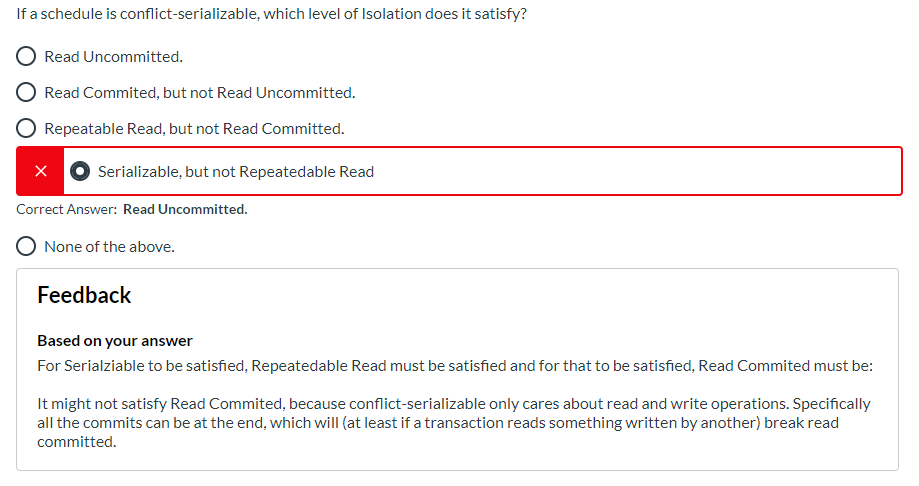 If a schedule is conflict-serializable, which level of Isolation does it satisfy?
Read Uncommitted.
Read Commited, but not Read Uncommitted.
Repeatable Read, but not Read Committed.
Serializable, but not Repeatedable Read
Correct Answer: Read Uncommitted.
None of the above.
Feedback
Based on your answer
For Serialziable to be satisfied, Repeatedable Read must be satisfied and for that to be satisfied, Read Commited must be:
It might not satisfy Read Commited, because conflict-serializable only cares about read and write operations. Specifically
all the commits can be at the end, which will (at least if a transaction reads something written by another) break read
committed.